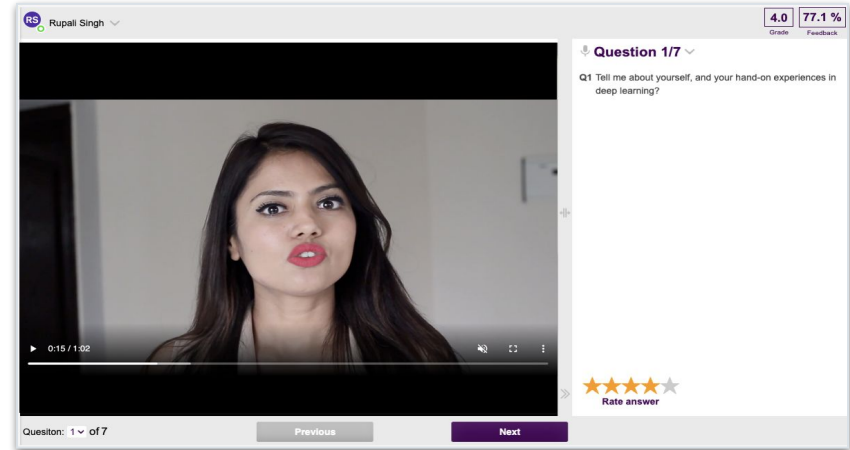 RS Rupali Singh
4.0 77.1 %
Grade Feedback
Question 1/7
Q1 Tell me about yourself, and your hand-on experiences in
deep learning?
0:15 / 1:02
Rate answer
Quesiton: 1 of 7
Previous
Next